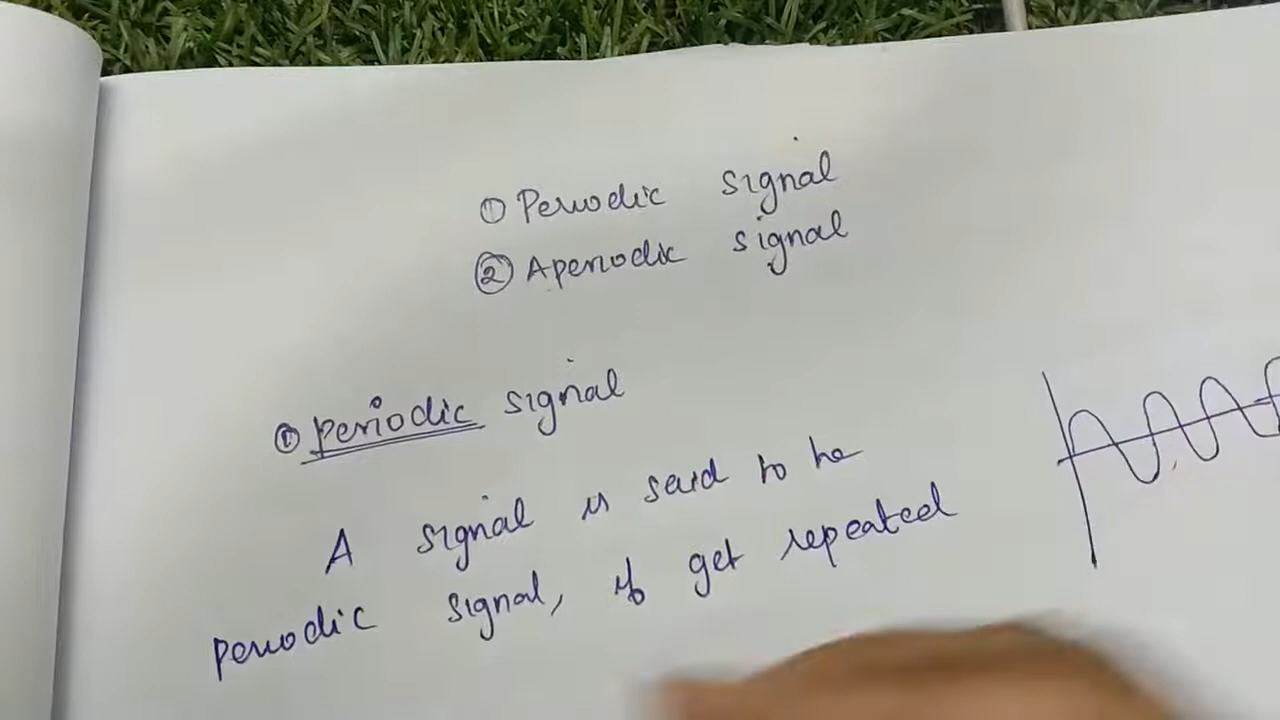 ① Periodic signal
② Aperiodic signal
① Periodic signal
A signal is said to be
periodic signal, if get repeated